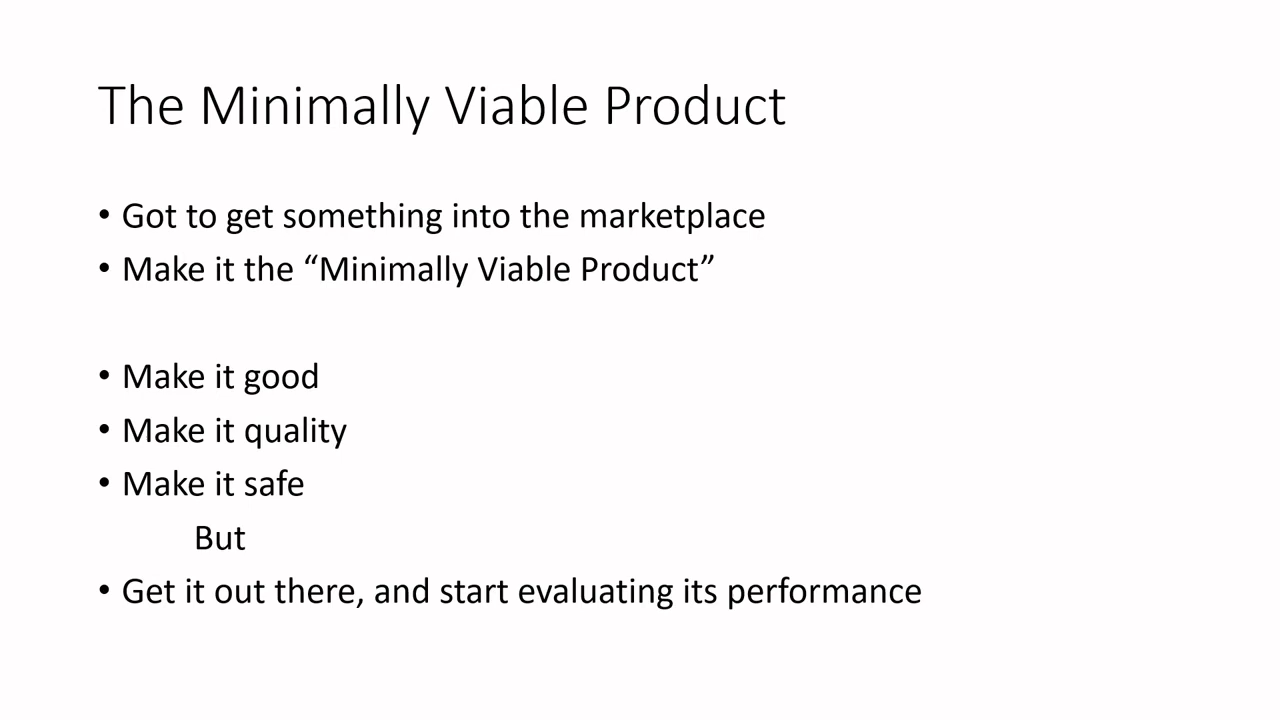 The Minimally Viable Product
• Got to get something into the marketplace
• Make it the “Minimally Viable Product”
• Make it good
• Make it quality
• Make it safe
But
• Get it out there, and start evaluating its performance